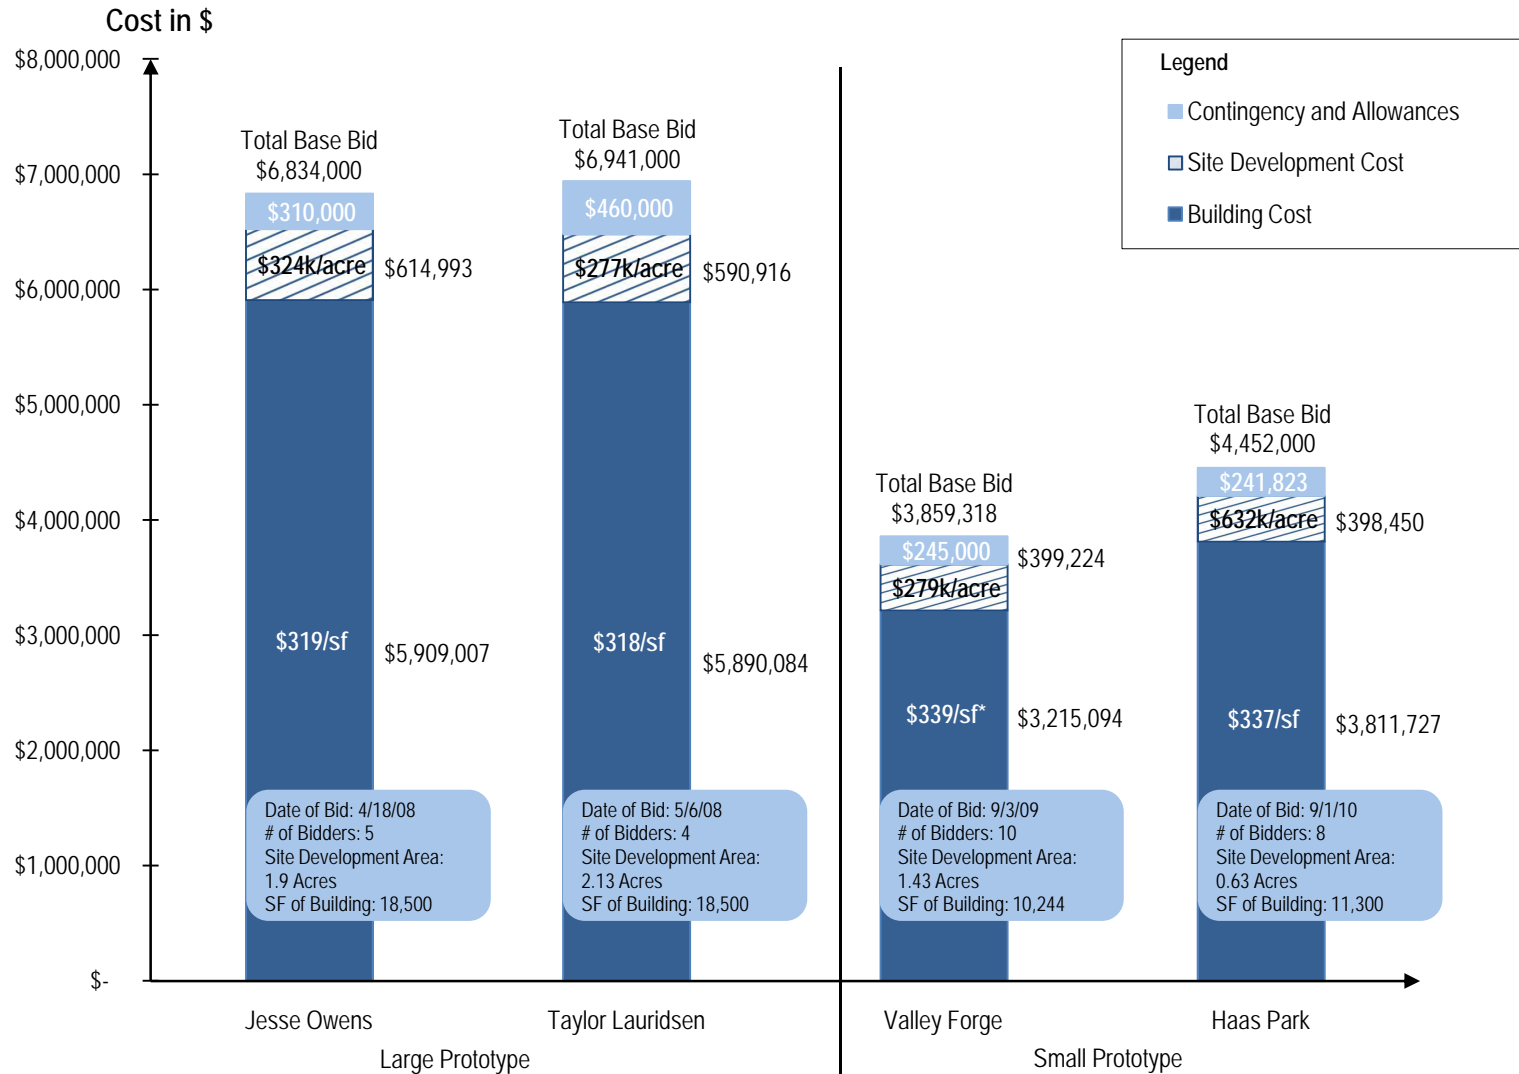 Cost in $
$8,000,000
$7,000,000
$6,000,000
$5,000,000
$4,000,000
$3,000,000
$2,000,000
$1,000,000
$-
Legend
Contingency and Allowances
Site Development Cost
Building Cost
Total Base Bid
$6,834,000
$310,000
$324k/acre
$614,993
$319/sf
$5,909,007
Date of Bid: 4/18/08
# of Bidders: 5
Site Development Area:
1.9 Acres
SF of Building: 18,500
Total Base Bid
$6,941,000
$460,000
$277k/acre
$590,916
$318/sf
$5,890,084
Date of Bid: 5/6/08
# of Bidders: 4
Site Development Area:
2.13 Acres
SF of Building: 18,500
Total Base Bid
$3,859,318
$245,000
$399,224
$279k/acre
$339/sf*
$3,215,094
Date of Bid: 9/3/09
# of Bidders: 10
Site Development Area:
1.43 Acres
SF of Building: 10,244
Total Base Bid
$4,452,000
$241,823
$632k/acre
$398,450
$337/sf
$3,811,727
Date of Bid: 9/1/10
# of Bidders: 8
Site Development Area:
0.63 Acres
SF of Building: 11,300
Jesse Owens
Taylor Lauridsen
Valley Forge
Haas Park
Large Prototype
Small Prototype